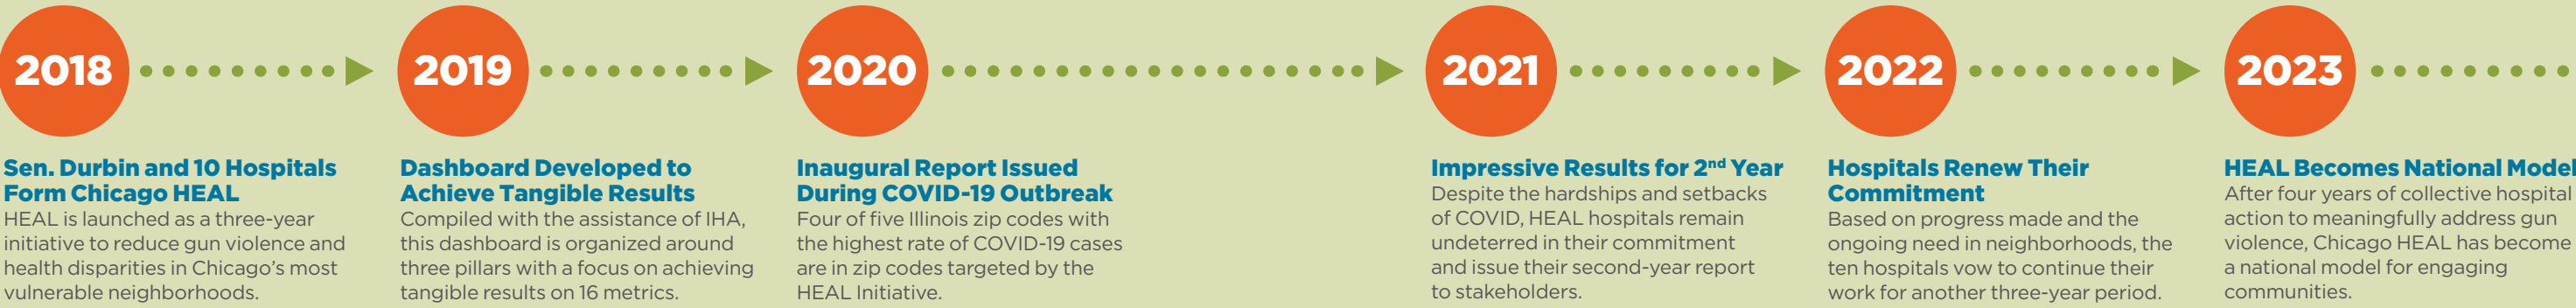 2018
Sen. Durbin and 10 Hospitals
Form Chicago HEAL
HEAL is launched as a three-year
initiative to reduce gun violence and
health disparities in Chicago's most
vulnerable neighborhoods.
2019
Dashboard Developed to
Achieve Tangible Results
Compiled with the assistance of IHA,
this dashboard is organized around
three pillars with a focus on achieving
tangible results on 16 metrics.
2020
Inaugural Report Issued
During COVID-19 Outbreak
Four of five Illinois zip codes with
the highest rate of COVID-19 cases
are in zip codes targeted by the
HEAL Initiative.
2021
Impressive Results for 2nd Year
Despite the hardships and setbacks
of COVID, HEAL hospitals remain
undeterred in their commitment
and issue their second-year report
to stakeholders.
2022
Hospitals Renew Their
Commitment
Based on progress made and the
ongoing need in neighborhoods, the
ten hospitals vow to continue their
work for another three-year period.
2023
HEAL Becomes National Model
After four years of collective hospital
action to meaningfully address gun
violence, Chicago HEAL has become
a national model for engaging
communities.